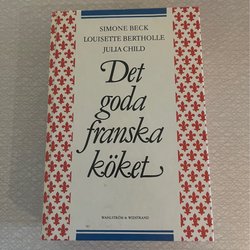 SIMONE BECK
LOUISETTE BERTHOLLE
JULIA CHILD
Det
goda
franska
köket
WAHLSTRÖM & WIDSTRAND